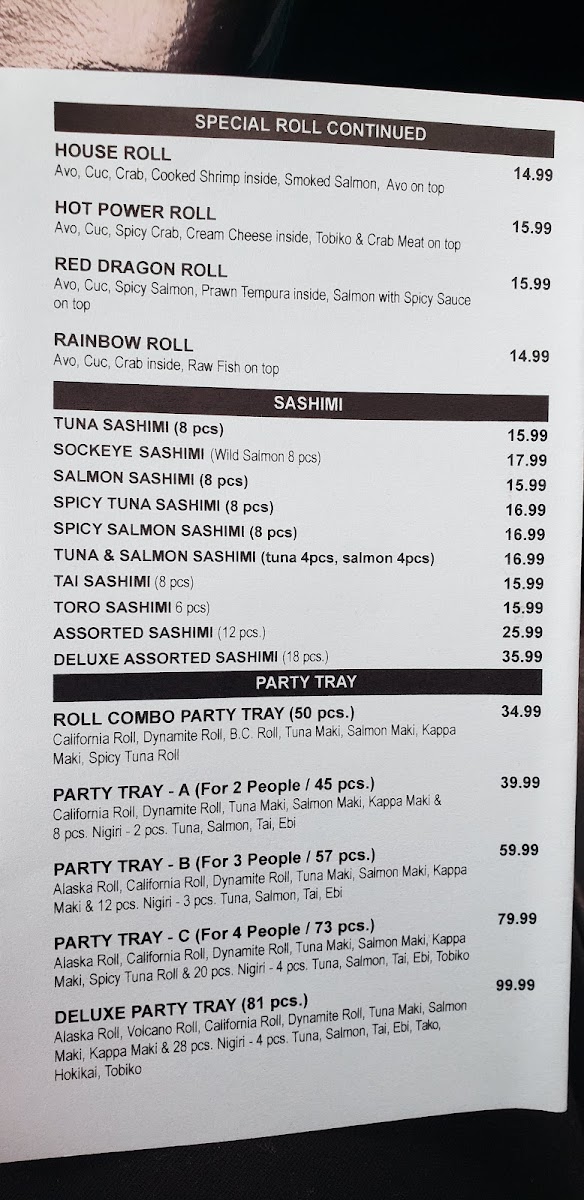 SPECIAL ROLL CONTINUED
HOUSE ROLL 14.99
Avo, Cuc, Crab, Cooked Shrimp inside, Smoked Salmon, Avo on top
HOT POWER ROLL 15.99
Avo, Cuc, Spicy Crab, Cream Cheese inside, Tobiko & Crab Meat on top
RED DRAGON ROLL 15.99
Avo, Cuc, Spicy Salmon, Prawn Tempura inside, Salmon with Spicy Sauce
on top
RAINBOW ROLL 14.99
Avo, Cuc, Crab inside, Raw Fish on top
SASHIMI
TUNA SASHIMI (8 pcs) 15.99
SOCKEYE SASHIMI (Wild Salmon 8 pcs) 17.99
SALMON SASHIMI (8 pcs) 15.99
SPICY TUNA SASHIMI (8 pcs) 16.99
SPICY SALMON SASHIMI (8 pcs) 16.99
TUNA & SALMON SASHIMI (tuna 4pcs, salmon 4pcs) 16.99
TAI SASHIMI (8 pcs) 15.99
TORO SASHIMI 6 pcs) 15.99
ASSORTED SASHIMI (12 pcs.) 25.99
DELUXE ASSORTED SASHIMI (18 pcs.) 35.99
PARTY TRAY
ROLL COMBO PARTY TRAY (50 pcs.) 34.99
California Roll, Dynamite Roll, B.C. Roll, Tuna Maki, Salmon Maki, Kappa
Maki, Spicy Tuna Roll
PARTY TRAY - A (For 2 People / 45 pcs.) 39.99
California Roll, Dynamite Roll, Tuna Maki, Salmon Maki, Kappa Maki &
8 pcs. Nigiri - 2 pcs. Tuna, Salmon, Tai, Ebi
PARTY TRAY - B (For 3 People / 57 pcs.) 59.99
Alaska Roll, California Roll, Dynamite Roll, Tuna Maki, Salmon Maki, Kappa
Maki & 12 pcs. Nigiri - 3 pcs. Tuna, Salmon, Tai, Ebi
PARTY TRAY - C (For 4 People / 73 pcs.) 79.99
Alaska Roll, California Roll, Dynamite Roll, Tuna Maki, Salmon Maki, Kappa
Maki, Spicy Tuna Roll & 20 pcs. Nigiri - 4 pcs. Tuna, Salmon, Tai, Ebi, Tobiko
DELUXE PARTY TRAY (81 pcs.) 99.99
Alaska Roll, Volcano Roll, California Roll, Dynamite Roll, Tuna Maki, Salmon
Maki, Kappa Maki & 28 pcs. Nigiri - 4 pcs. Tuna, Salmon, Tai, Ebi, Tako,
Hokikai, Tobiko